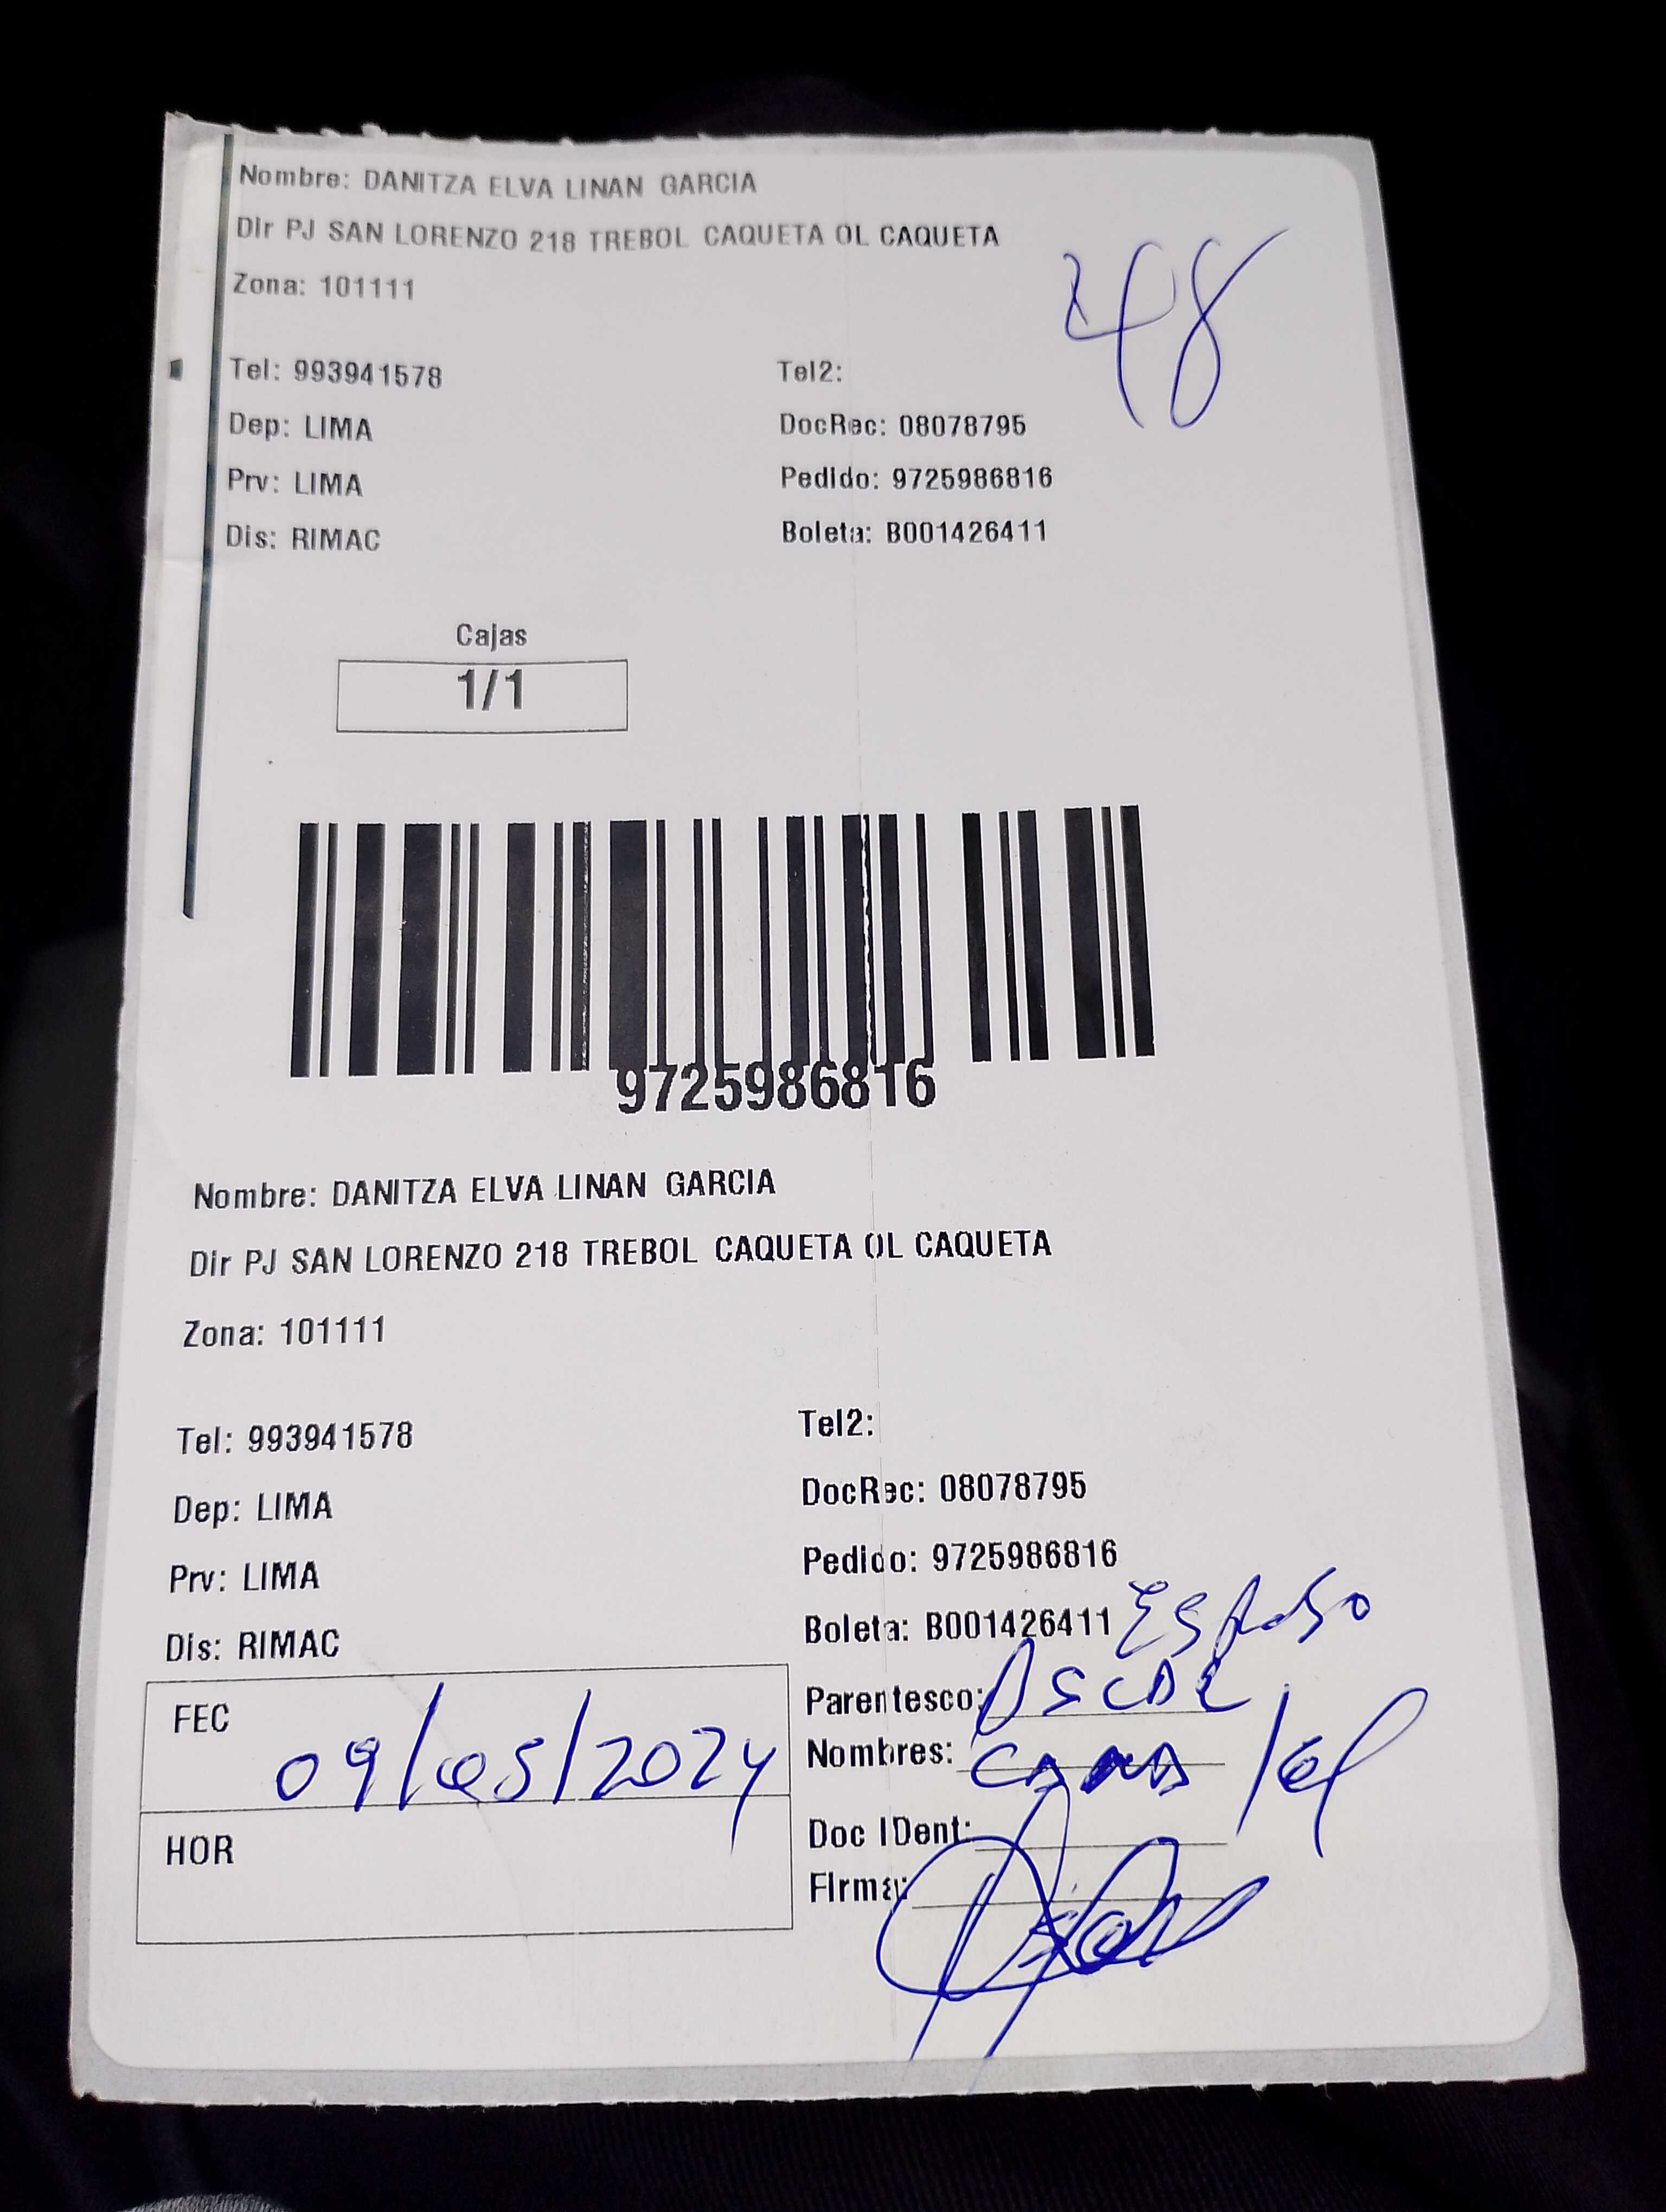 Nombre: DANITZA ELVA LINAN GARCIA
Dir PJ SAN LORENZO 218 TREBOL CAQUETA OL CAQUETA
Zona: 101111
248
Tel: 993941578 Tel2:
Dep: LIMA DocRec: 08078795
Prv: LIMA Pedido: 9725986816
Dis: RIMAC Boleta: B001426411
Cajas
1/1
9725986816
Nombre: DANITZA ELVA LINAN GARCIA
Dir PJ SAN LORENZO 218 TREBOL CAQUETA OL CAQUETA
Zona: 101111
Tel: 993941578 Tel2:
Dep: LIMA DocRec: 08078795
Prv: LIMA Pedido: 9725986816
Dis: RIMAC Boleta: B001426411 Esposo
FEC 09/05/2024 Parentesco: OSCAR
Nombres:
HOR Doc IDent:
Firma: